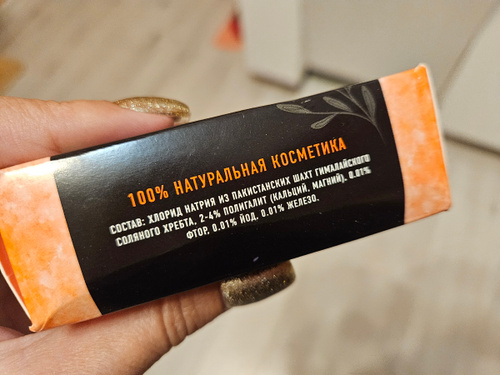 100% НАТУРАЛЬНАЯ КОСМЕТИКА
СОСТАВ: ХЛОРИД НАТРИЯ ИЗ ПАКИСТАНСКИХ ШАХТ ГИМАЛАЙСКОГО
СОЛЯНОГО ХРЕБТА, 2-4% ПОЛИГАЛИТ (КАЛЬЦИЙ, МАГНИЙ). 0.01%
ФТОР, 0.01% ЙОД. 0.01% ЖЕЛЕЗО.